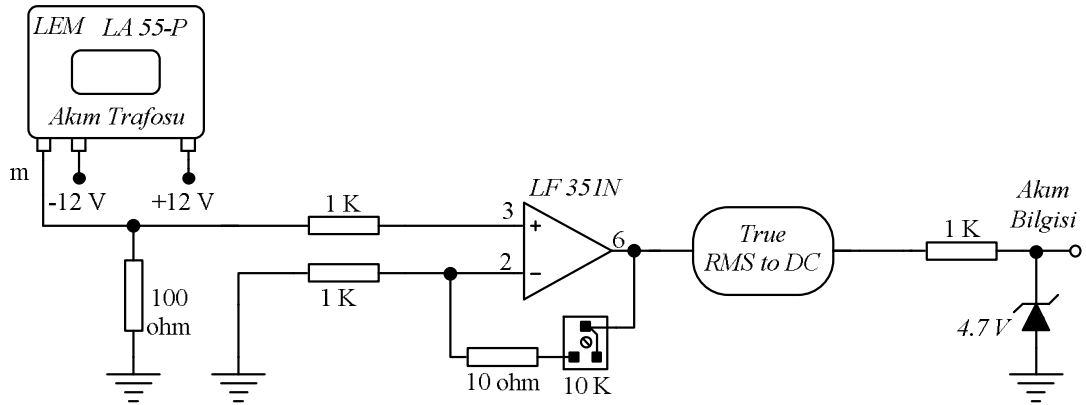 LEM LA 55-P
Akım Trafosu
m
-12 V
+12 V
100
ohm
1 K
1 K
LF 351N
3
+
2
-
6
10 ohm
10 K
True
RMS to DC
1 K
Akım
Bilgisi
4.7 V